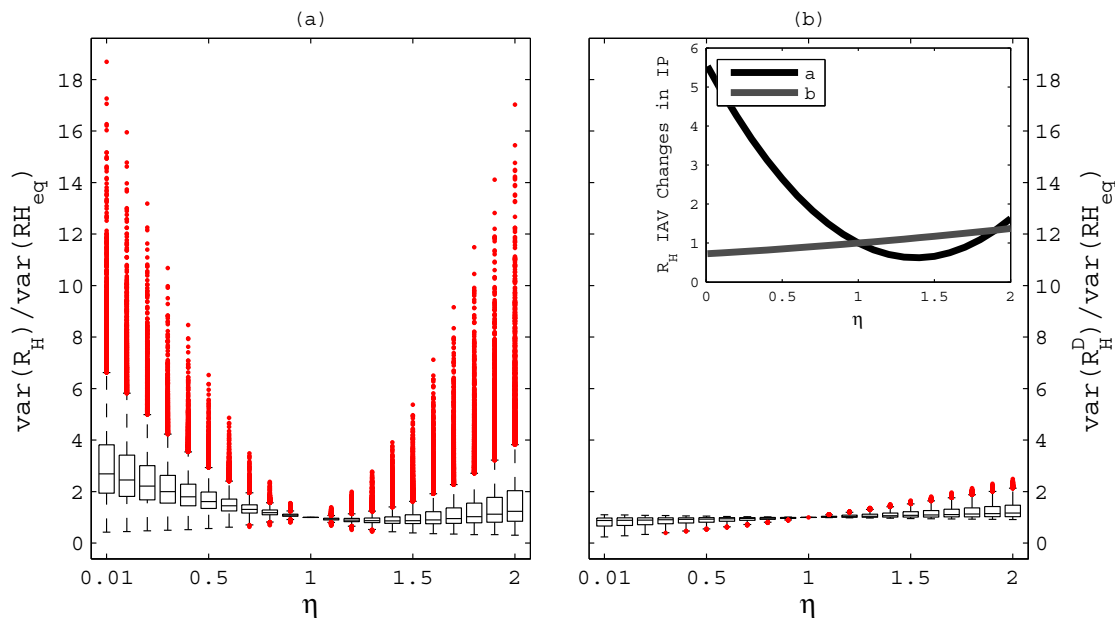 (a)
var(R_H)/var(RH_eq)
18
16
14
12
10
8
6
4
2
0
0.01 0.5 1 1.5 2
η
(b)
R_H IAV Changes in IP
6
5
4
3
2
1
0
a
b
0 0.5 1 1.5 2
η
18
16
14
12
10
8
6
4
2
0
var(R_H^D)/var(RH_eq)
0.01 0.5 1 1.5 2
η